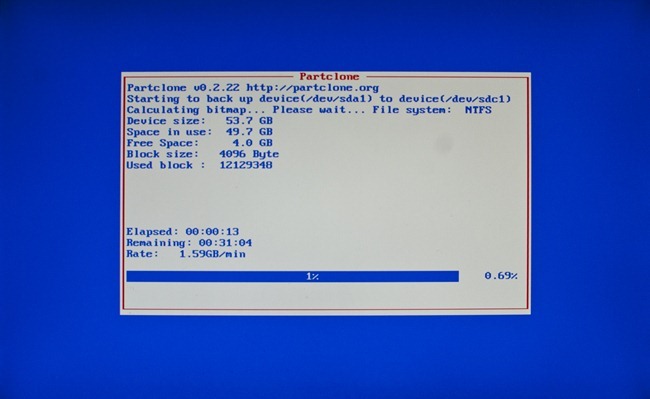 Partclone
Partclone v0.2.22 http://partclone.org
Starting to back up device(/dev/sda1) to device(/dev/sdc1)
Calculating bitmap... Please wait... File system: NTFS
Device size: 53.7 GB
Space in use: 49.7 GB
Free Space: 4.0 GB
Block size: 4096 Byte
Used block : 12129348
Elapsed: 00:00:13
Remaining: 00:31:04
Rate: 1.59GB/min
1% 0.69%